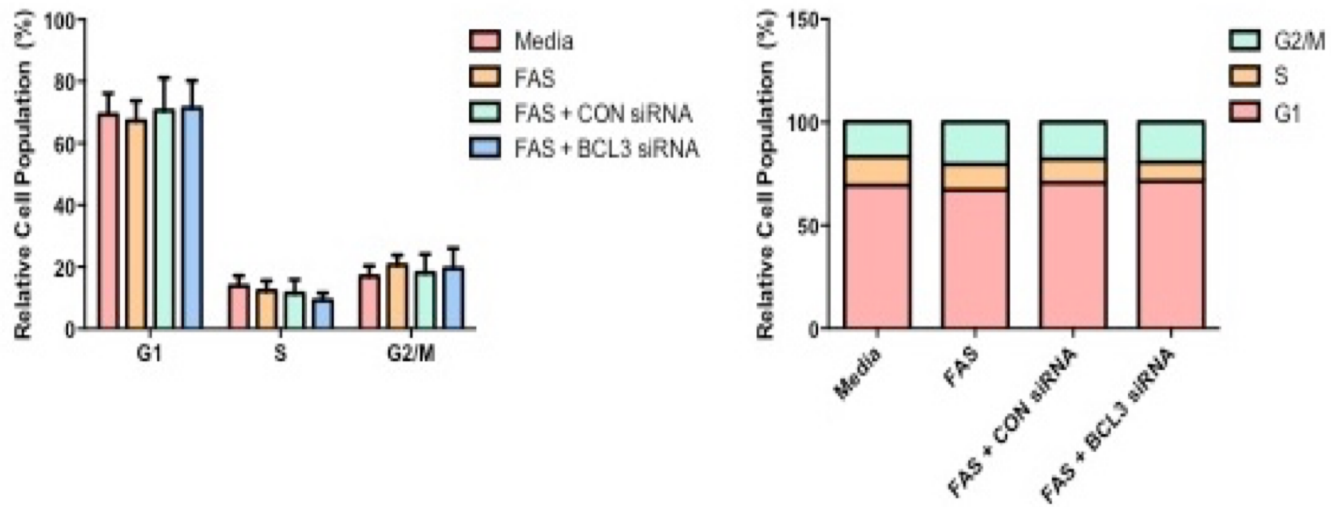 Relative Cell Population (%)
100
80
60
40
20
0
G1
S
G2/M
Media
FAS
FAS + CON siRNA
FAS + BCL3 siRNA
Relative Cell Population (%)
150
100
50
0
Media
FAS
FAS + CON siRNA
FAS + BCL3 siRNA
G2/M
S
G1